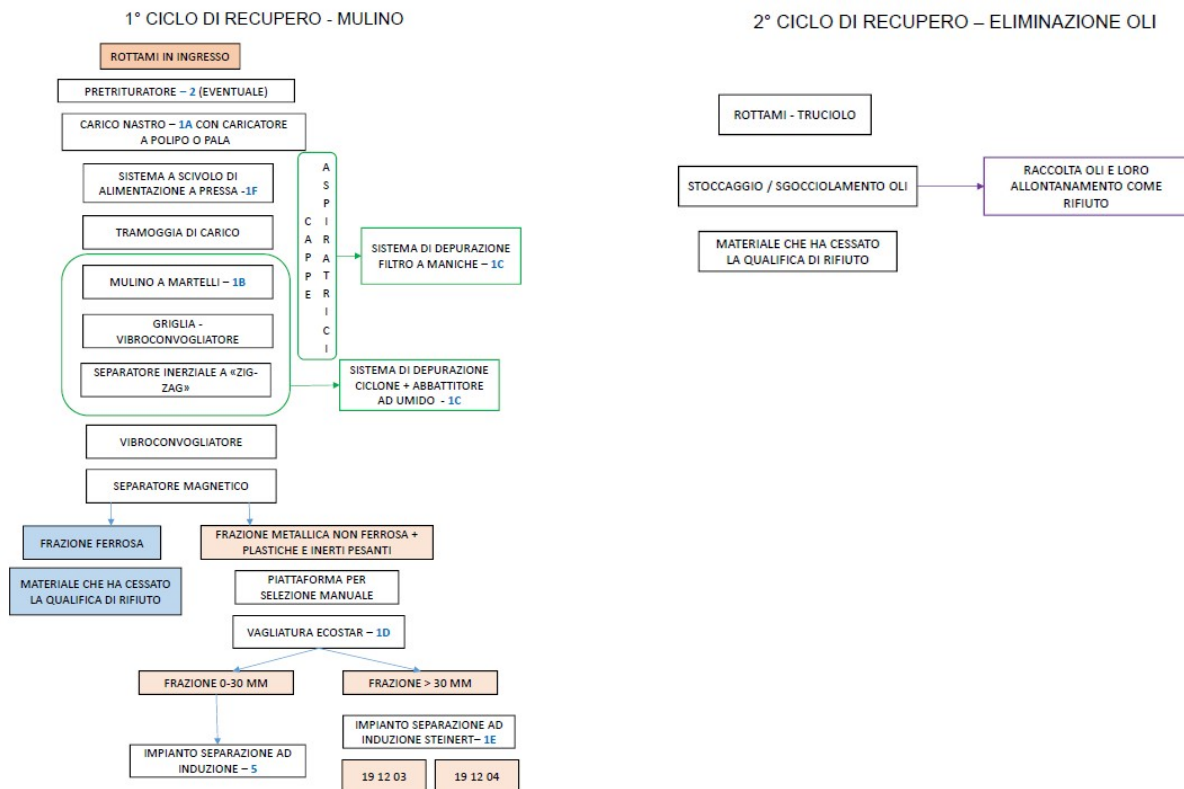 1° CICLO DI RECUPERO - MULINO
ROTTAMI IN INGRESSO
PRETRITURATORE – 2 (EVENTUALE)
CARICO NASTRO – 1A CON CARICATORE
A POLIPO O PALA
SISTEMA A SCIVOLO DI
ALIMENTAZIONE A PRESSA -1F
TRAMOGGIA DI CARICO
MULINO A MARTELLI – 1B
GRIGLIA -
VIBROCONVOGLIATORE
SEPARATORE INERZIALE A «ZIG-
ZAG»
CAPPE
ASPIRATRICI
SISTEMA DI DEPURAZIONE
FILTRO A MANICHE – 1C
SISTEMA DI DEPURAZIONE
CICLONE + ABBATTITORE
AD UMIDO - 1C
VIBROCONVOGLIATORE
SEPARATORE MAGNETICO
FRAZIONE FERROSA
MATERIALE CHE HA CESSATO
LA QUALIFICA DI RIFIUTO
FRAZIONE METALLICA NON FERROSA +
PLASTICHE E INERTI PESANTI
PIATTAFORMA PER
SELEZIONE MANUALE
VAGLIATURA ECOSTAR – 1D
FRAZIONE 0-30 MM
FRAZIONE > 30 MM
IMPIANTO SEPARAZIONE AD
INDUZIONE – 5
IMPIANTO SEPARAZIONE AD
INDUZIONE STEINERT– 1E
19 12 03
19 12 04
2° CICLO DI RECUPERO – ELIMINAZIONE OLI
ROTTAMI - TRUCIOLO
STOCCAGGIO / SGOCCIOLAMENTO OLI
RACCOLTA OLI E LORO
ALLONTANAMENTO COME
RIFIUTO
MATERIALE CHE HA CESSATO
LA QUALIFICA DI RIFIUTO